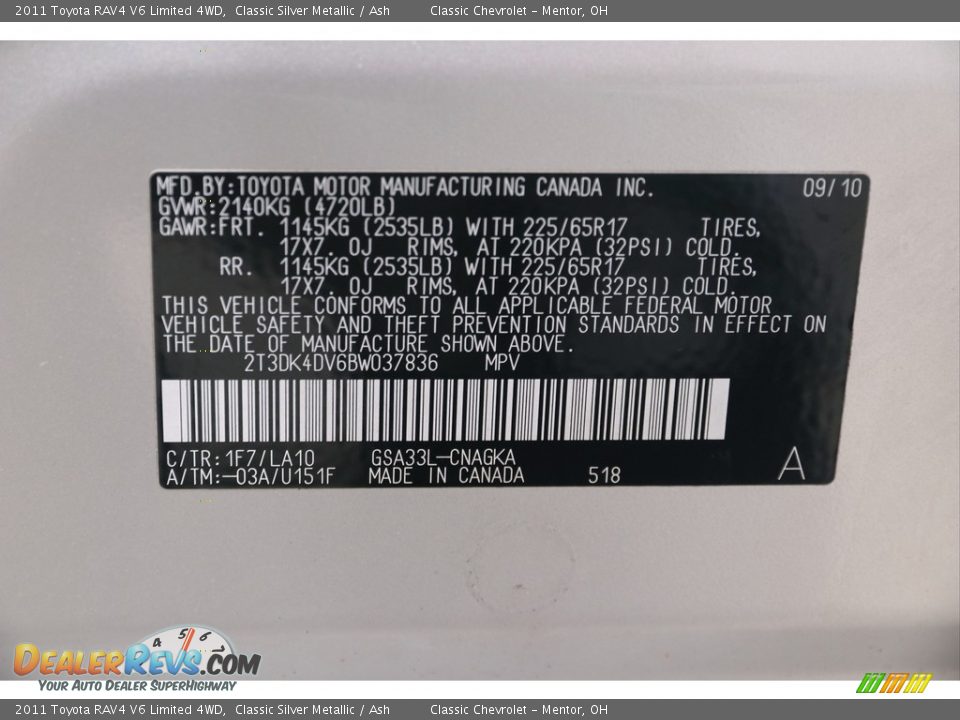 2011 Toyota RAV4 V6 Limited 4WD, Classic Silver Metallic / Ash Classic Chevrolet - Mentor, OH
MFD.BY:TOYOTA MOTOR MANUFACTURING CANADA INC. 09/10
GVWR:2140KG (4720LB)
GAWR:FRT. 1145KG (2535LB) WITH 225/65R17 TIRES,
17X7.0J RIMS, AT 220KPA (32PSI) COLD.
RR. 1145KG (2535LB) WITH 225/65R17 TIRES,
17X7.0J RIMS, AT 220KPA (32PSI) COLD.
THIS VEHICLE CONFORMS TO ALL APPLICABLE FEDERAL MOTOR
VEHICLE SAFETY AND THEFT PREVENTION STANDARDS IN EFFECT ON
THE DATE OF MANUFACTURE SHOWN ABOVE.
2T3DK4DV6BW037836 MPV
C/TR:1F7/LA10 GSA33L-CNAGKA
A/TM:-03A/U151F MADE IN CANADA 518 A
4 5 6 7
DEALERREVS.COM
YOUR AUTO DEALER SUPERHIGHWAY
2011 Toyota RAV4 V6 Limited 4WD, Classic Silver Metallic / Ash Classic Chevrolet - Mentor, OH